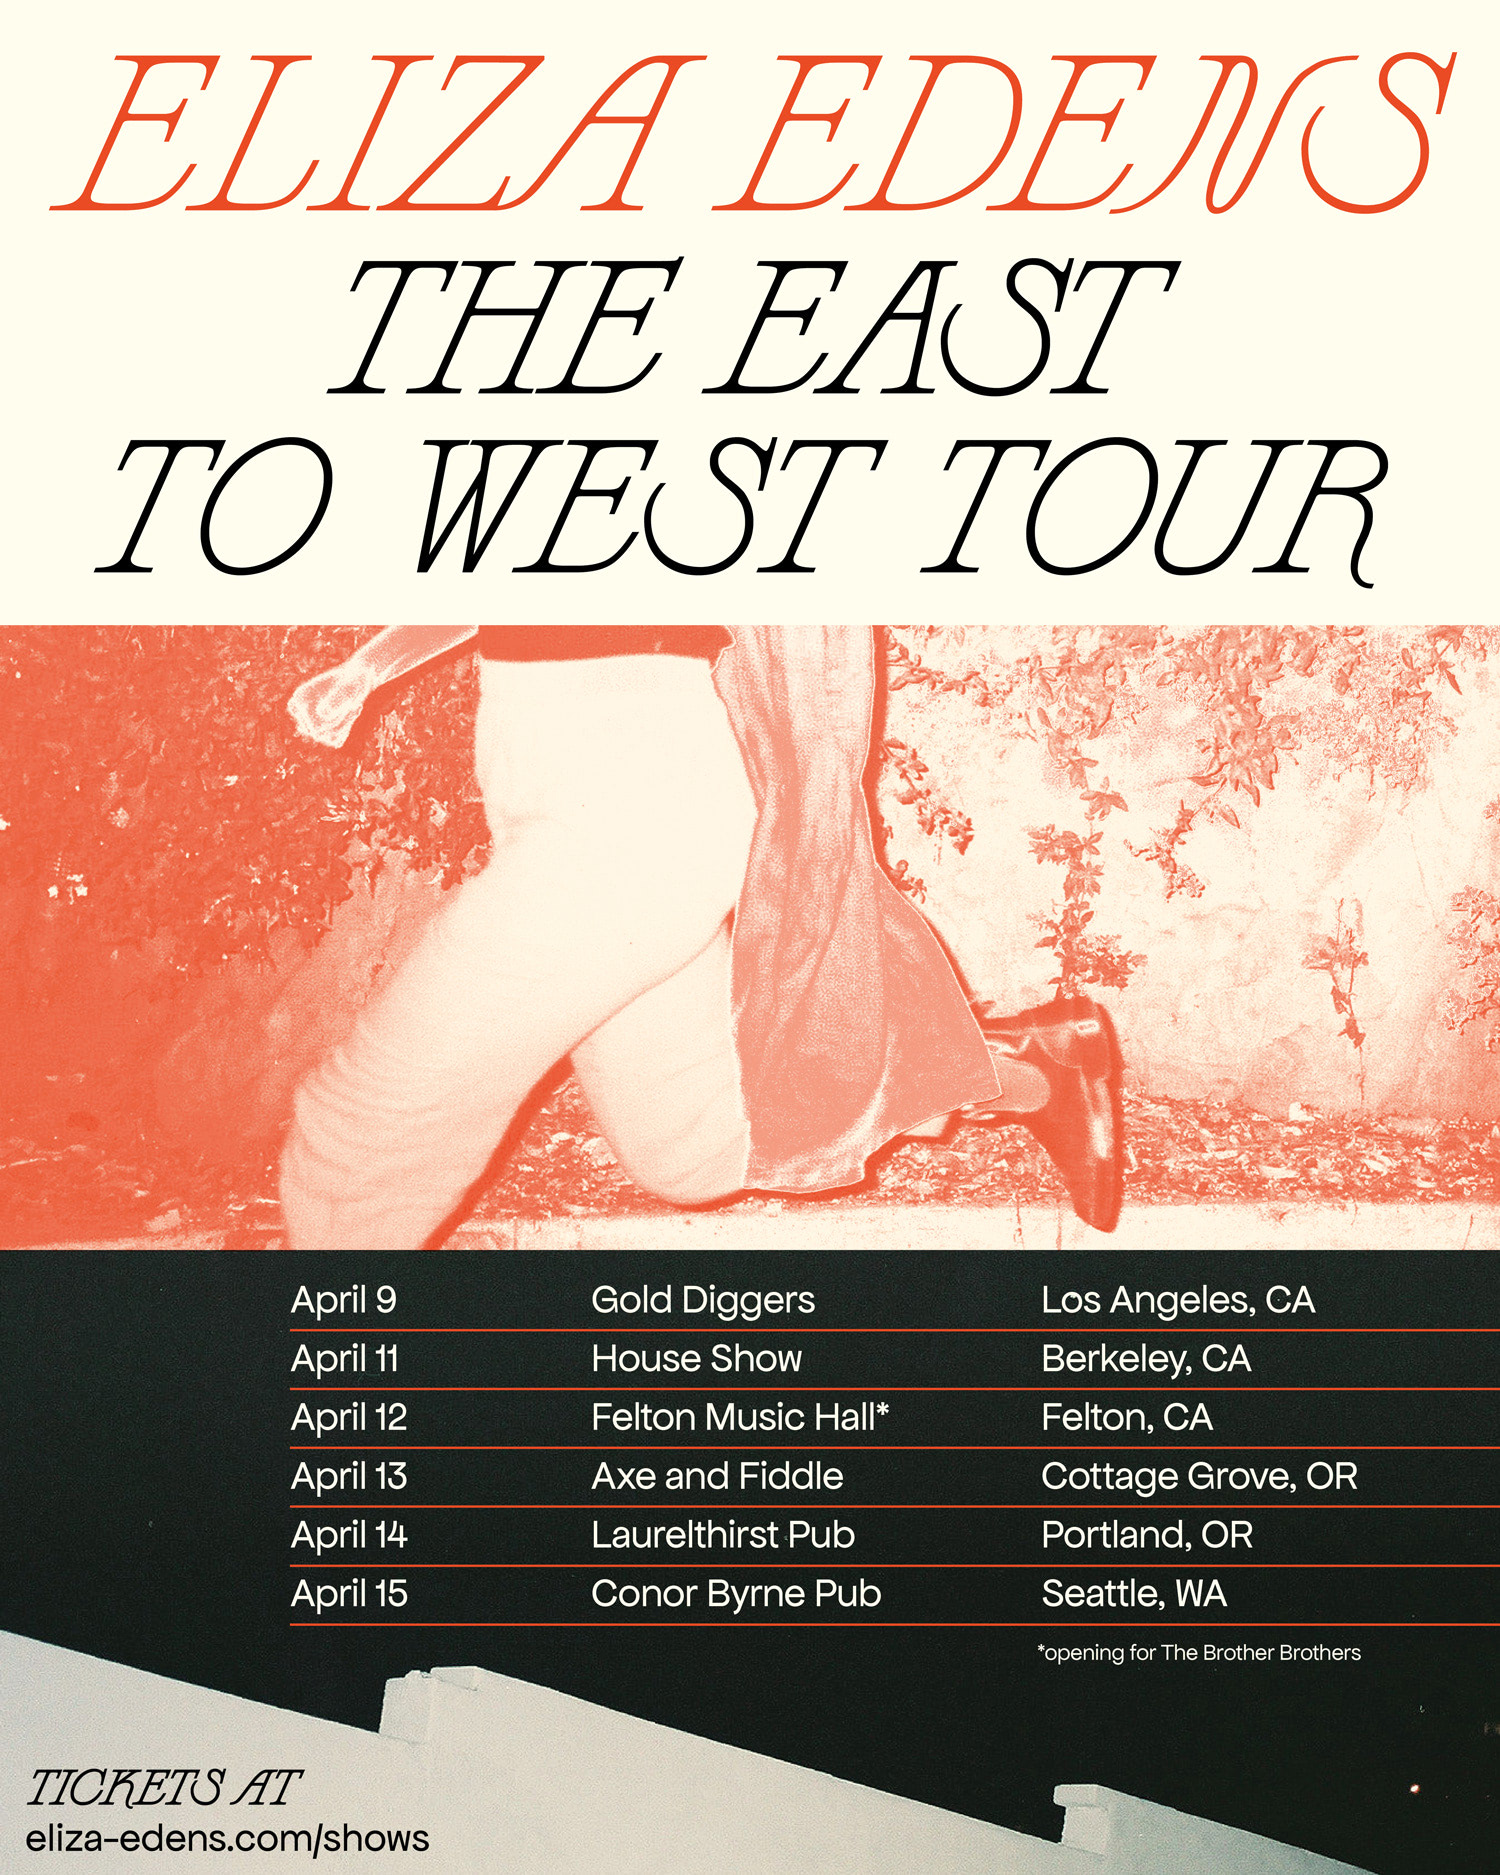 ELIZA EDENS
THE EAST
TO WEST TOUR
April 9 Gold Diggers Los Angeles, CA
April 11 House Show Berkeley, CA
April 12 Felton Music Hall* Felton, CA
April 13 Axe and Fiddle Cottage Grove, OR
April 14 Laurelthirst Pub Portland, OR
April 15 Conor Byrne Pub Seattle, WA
*opening for The Brother Brothers
TICKETS AT
eliza-edens.com/shows